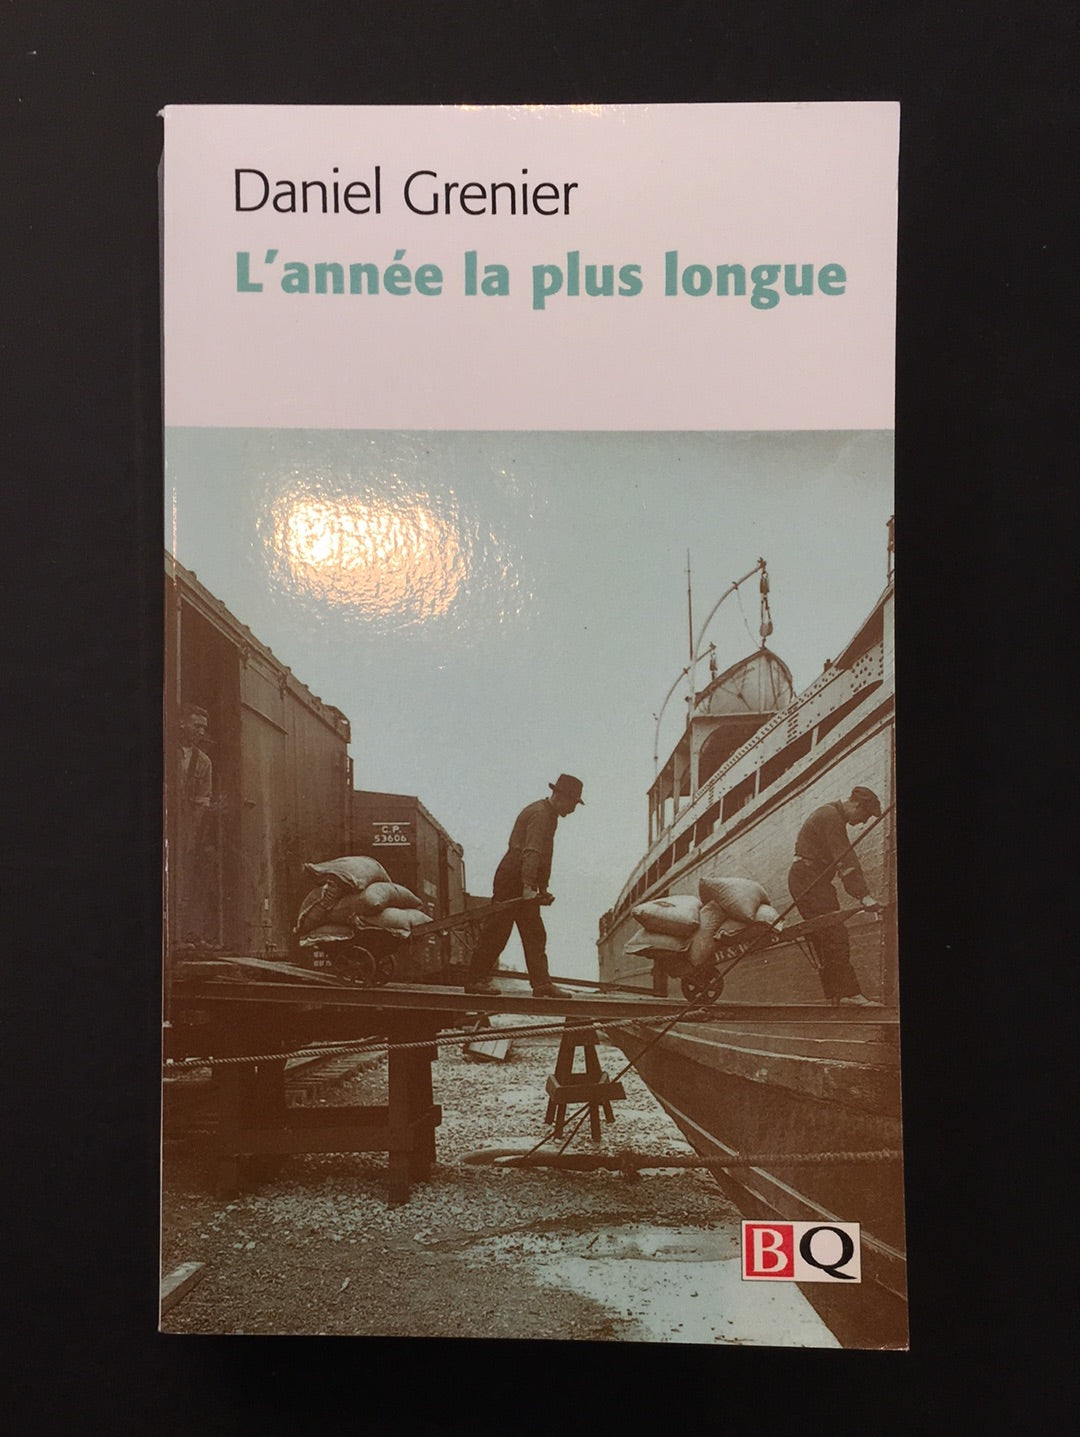 Daniel Grenier
L'année la plus longue
C.P.
53606
BQ